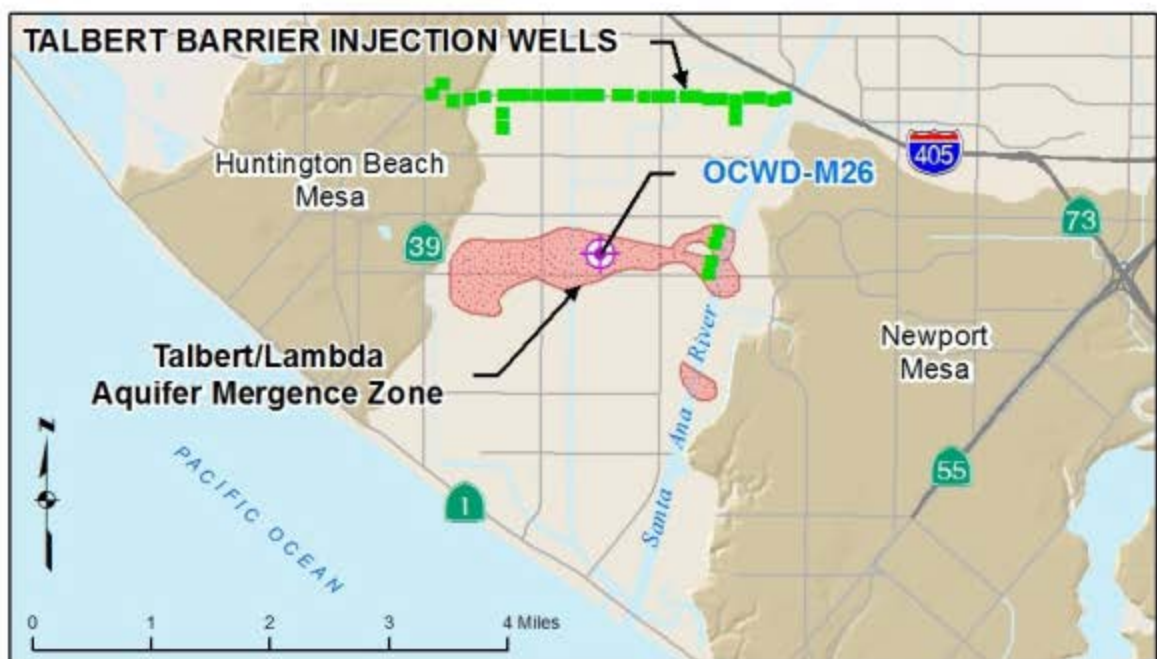 TALBERT BARRIER INJECTION WELLS
405
Huntington Beach
Mesa
OCWD-M26
73
39
Talbert/Lambda
Aquifer Mergence Zone
Newport
Mesa
Santa Ana River
PACIFIC OCEAN
55
1
N
0 1 2 3 4 Miles